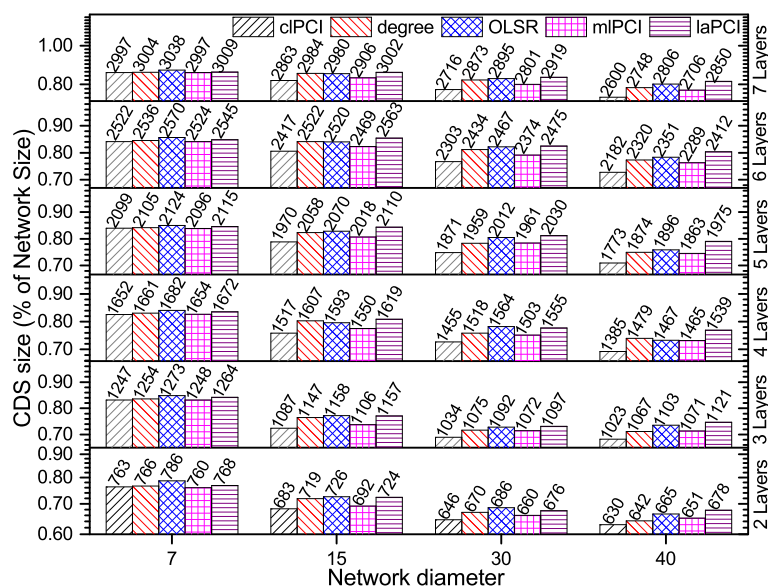 clPCI degree OLSR mlPCI laPCI
CDS size (% of Network Size)
1.00
0.80
2997 3004 3038 2997 3009
2863 2984 2980 2906 3002
2716 2873 2895 2801 2919
2600 2748 2806 2706 2850
7 Layers
0.90
0.80
0.70
2522 2536 2570 2524 2545
2417 2522 2520 2469 2563
2303 2434 2467 2374 2475
2182 2320 2351 2289 2412
6 Layers
0.90
0.80
0.70
2099 2105 2124 2096 2115
1970 2058 2070 2018 2110
1871 1959 2012 1961 2030
1773 1874 1896 1863 1975
5 Layers
0.90
0.80
0.70
1652 1661 1682 1654 1672
1517 1607 1593 1550 1619
1455 1518 1564 1503 1555
1385 1479 1467 1465 1539
4 Layers
0.90
0.80
0.70
1247 1254 1273 1248 1264
1087 1147 1158 1106 1157
1034 1075 1092 1072 1097
1023 1067 1103 1071 1121
3 Layers
0.90
0.70
0.60
763 766 786 760 768
683 719 726 692 724
646 670 686 660 676
630 642 665 651 678
2 Layers
7 15 30 40
Network diameter